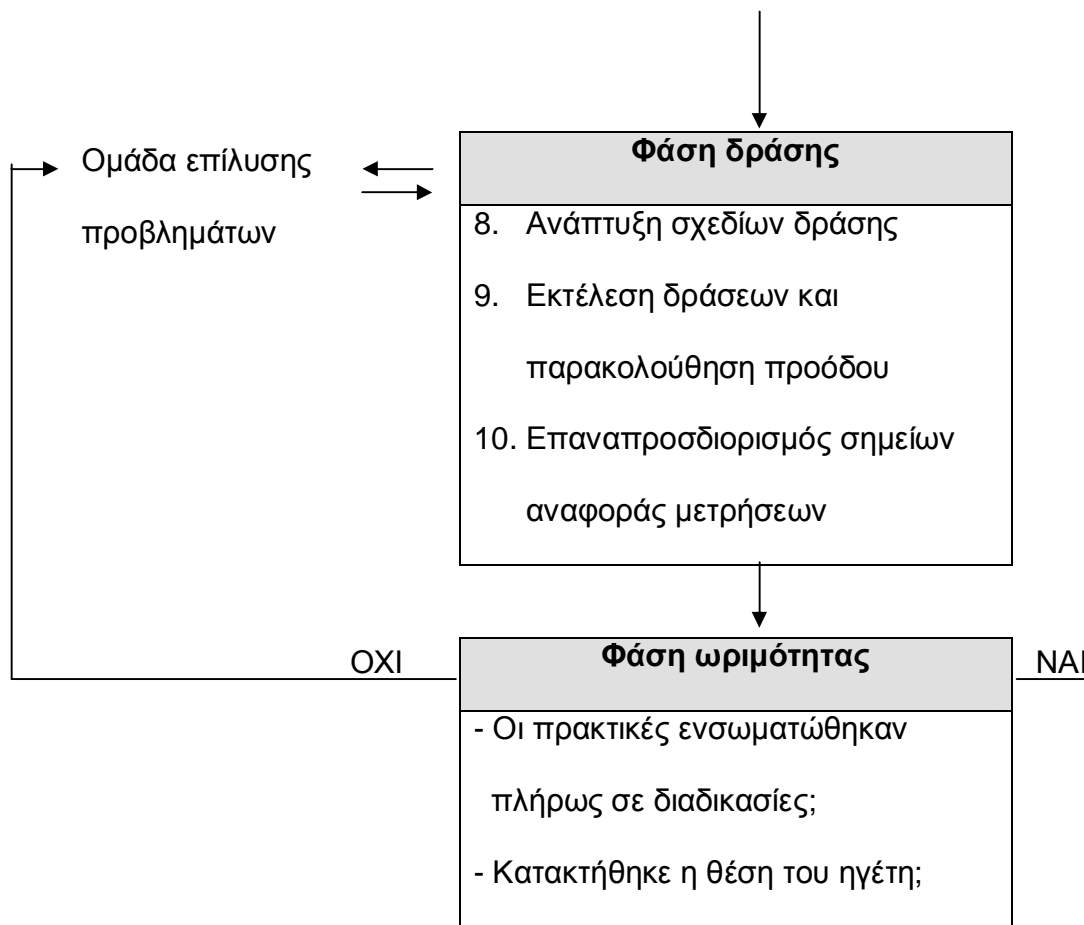 Φάση δράσης
Ομάδα επίλυσης
προβλημάτων
8. Ανάπτυξη σχεδίων δράσης
9. Εκτέλεση δράσεων και
παρακολούθηση προόδου
10. Επαναπροσδιορισμός σημείων
αναφοράς μετρήσεων
ΟΧΙ
Φάση ωριμότητας
ΝΑΙ
- Οι πρακτικές ενσωματώθηκαν
πλήρως σε διαδικασίες;
- Κατακτήθηκε η θέση του ηγέτη;